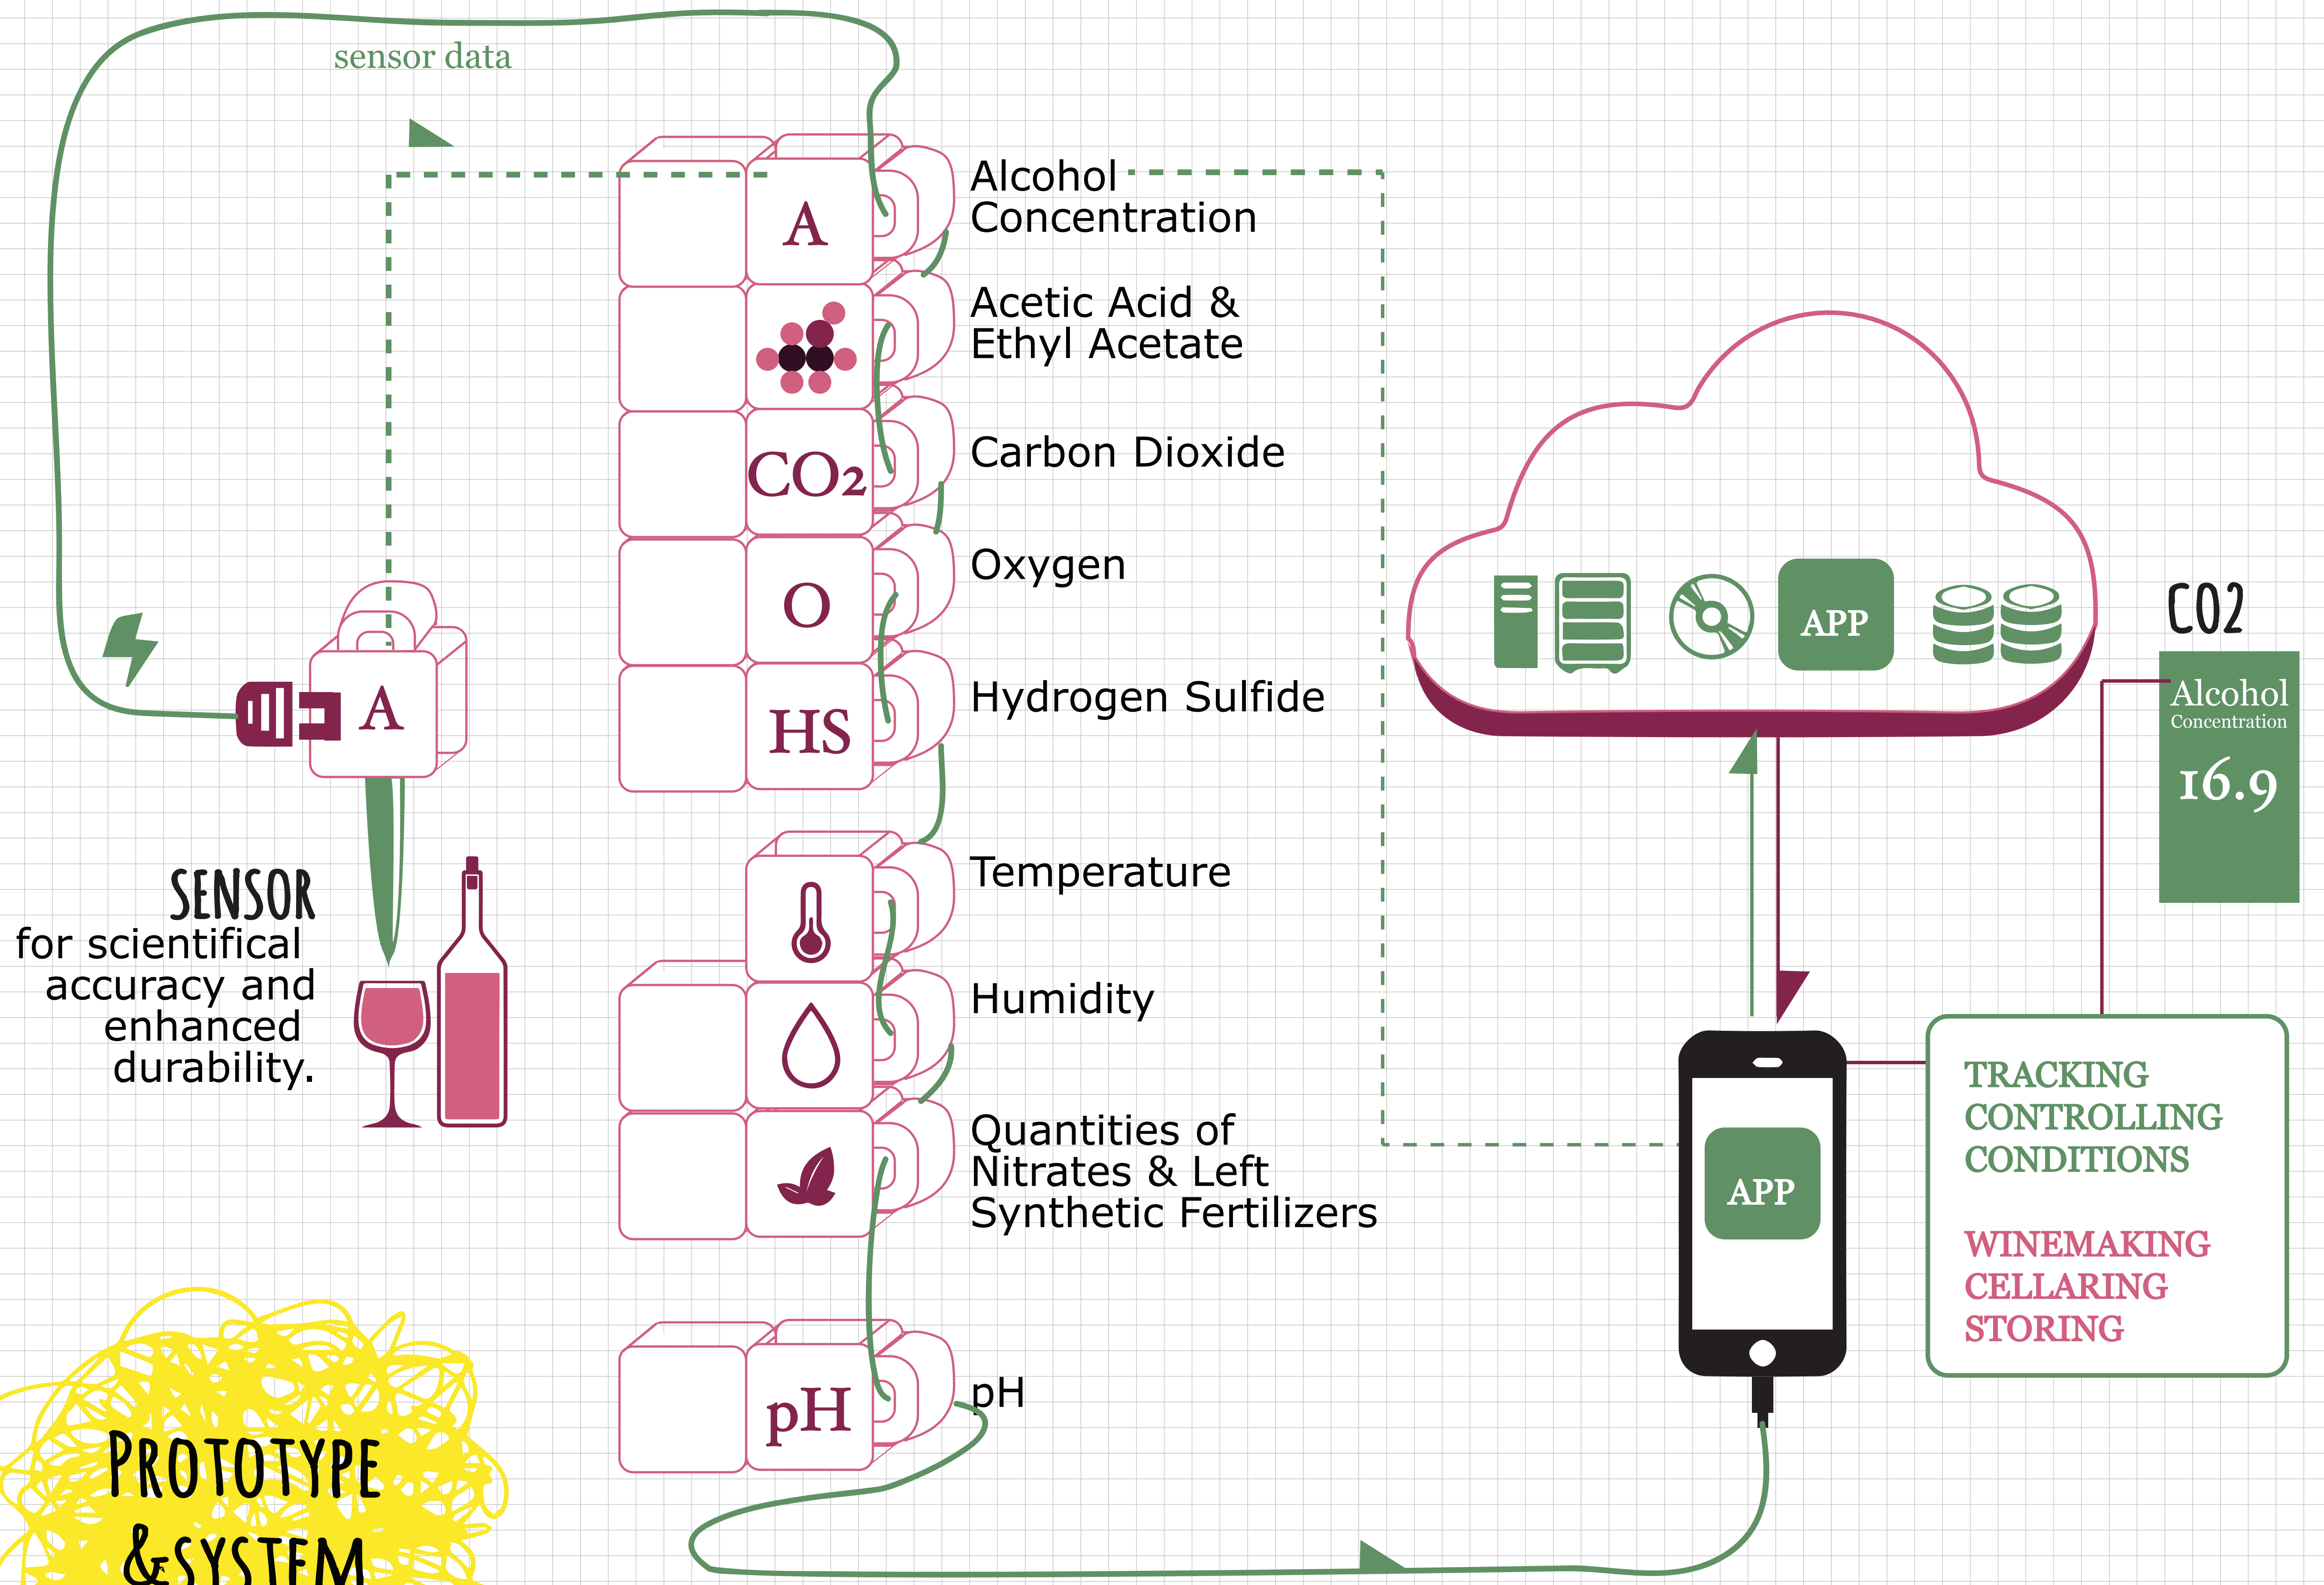 sensor data
A
Alcohol
Concentration
Acetic Acid &
Ethyl Acetate
CO2
Carbon Dioxide
O
Oxygen
HS
Hydrogen Sulfide
Temperature
Humidity
Quantities of
Nitrates & Left
Synthetic Fertilizers
pH
pH
A
SENSOR
for scientifical
accuracy and
enhanced
durability.
PROTOTYPE
&SYSTEM
APP
CO2
Alcohol
Concentration
16.9
APP
TRACKING
CONTROLLING
CONDITIONS
WINEMAKING
CELLARING
STORING